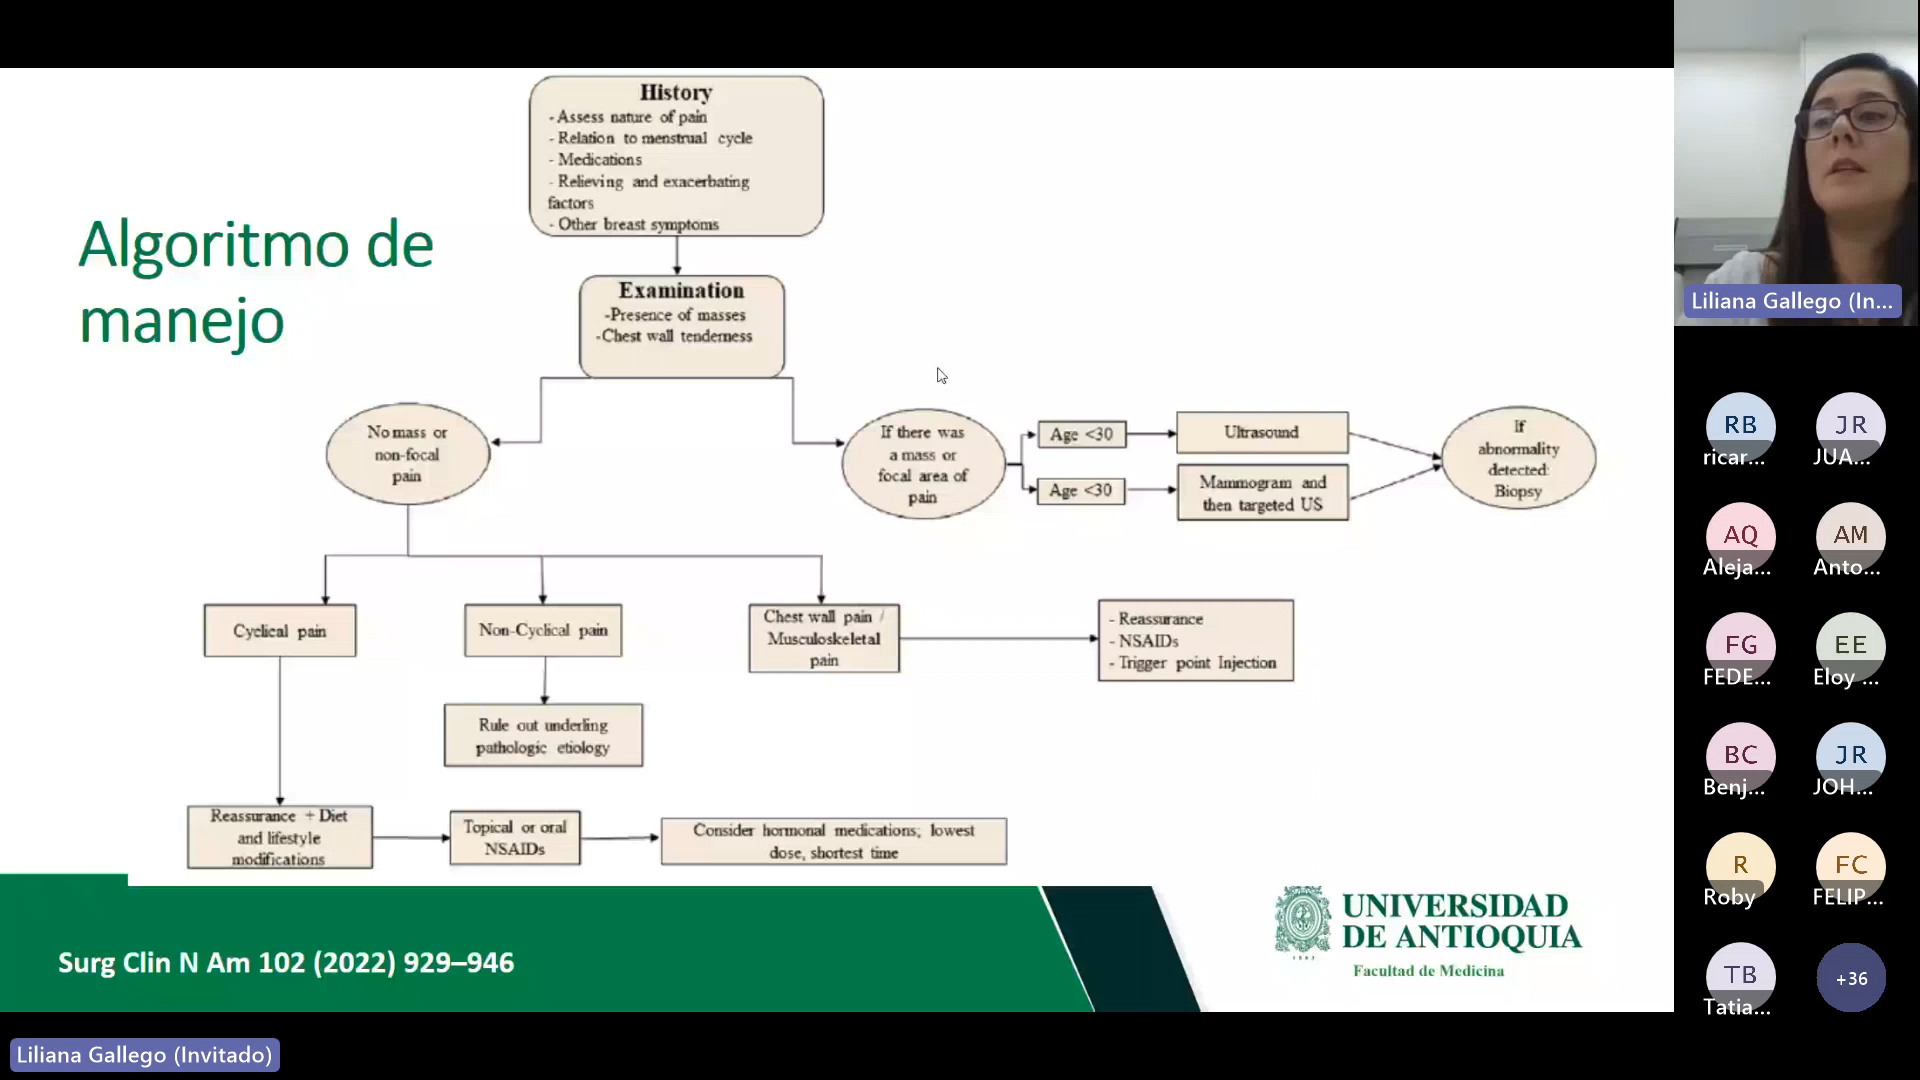 Algoritmo de
manejo
History
- Assess nature of pain
- Relation to menstrual cycle
- Medications
- Relieving and exacerbating
factors
- Other breast symptoms
Examination
-Presence of masses
-Chest wall tenderness
No mass or
non-focal
pain
If there was
a mass or
focal area of
pain
Age <30
Ultrasound
Age <30
Mammogram and
then targeted US
If
abnormality
detected:
Biopsy
Cyclical pain
Non-Cyclical pain
Chest wall pain /
Musculoskeletal
pain
- Reassurance
- NSAIDs
- Trigger point Injection
Rule out underling
pathologic etiology
Reassurance + Diet
and lifestyle
modifications
Topical or oral
NSAIDs
Consider hormonal medications; lowest
dose, shortest time
Surg Clin N Am 102 (2022) 929–946
UNIVERSIDAD
DE ANTIOQUIA
1803
Facultad de Medicina
Liliana Gallego (Invitado)
Liliana Gallego (In...
RB
ricar...
JR
JUA...
AQ
Aleja...
AM
Anto...
FG
FEDE...
EE
Eloy ...
BC
Benj...
JR
JOH...
R
Roby
FC
FELIP...
TB
Tatia...
+36